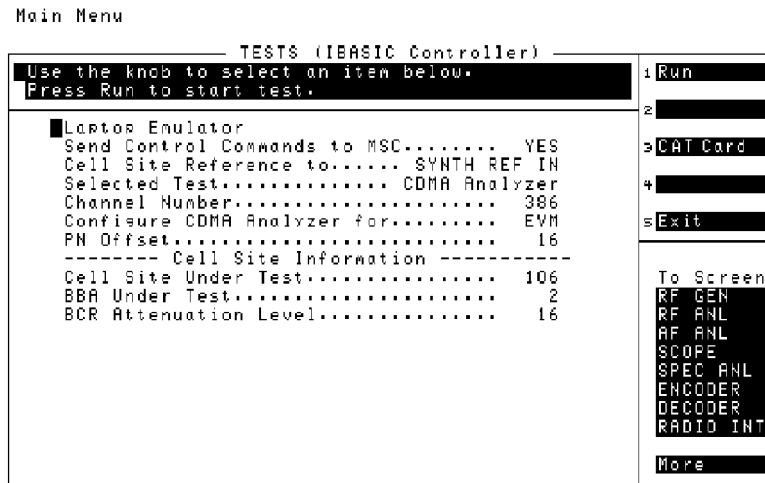 Main Menu
TESTS (IBASIC Controller)
Use the knob to select an item below.
Press Run to start test.
Laptop Emulator
Send Control Commands to MSC........ YES
Cell Site Reference to...... SYNTH REF IN
Selected Test.............. CDMA Analyzer
Channel Number....................... 386
Configure CDMA Analyzer for......... EVM
PN Offset............................. 16
-------- Cell Site Information -----------
Cell Site Under Test................ 106
BBA Under Test........................ 2
BCR Attenuation Level................ 16
1 Run
2
3 CAT Card
4
5 Exit
To Screen
RF GEN
RF ANL
AF ANL
SCOPE
SPEC ANL
ENCODER
DECODER
RADIO INT
More